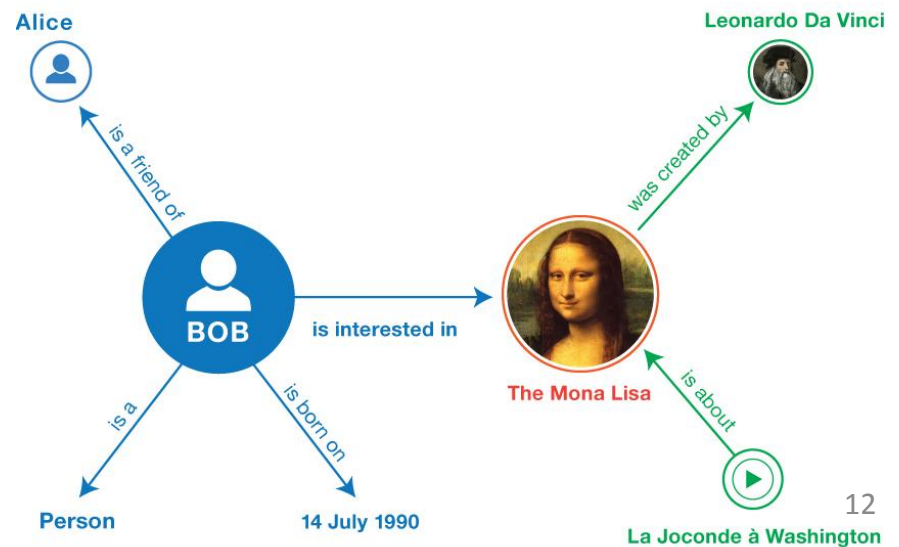 Alice
Leonardo Da Vinci
is a friend of
was created by
BOB
is interested in
The Mona Lisa
is a
is born on
is about
Person
14 July 1990
12
La Joconde à Washington